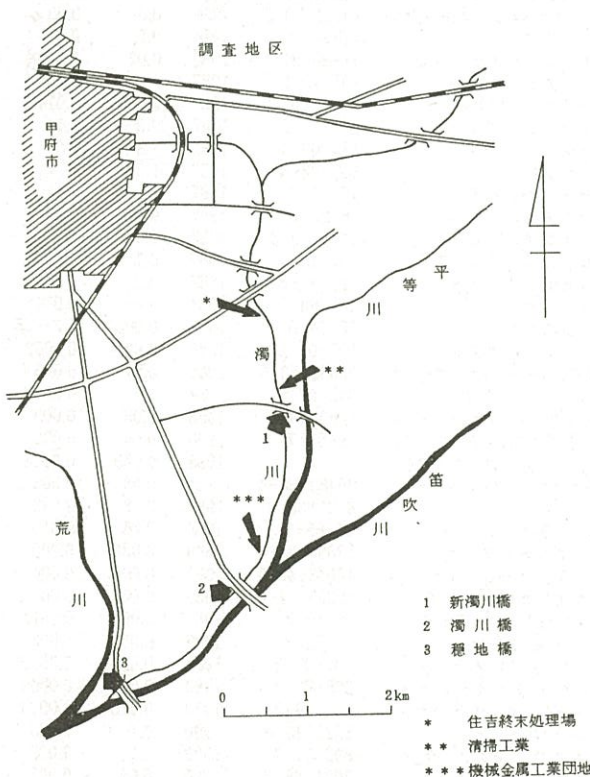 調査地区
甲府市
平等川
*
濁川
**
1
***
笛吹川
荒川
2
3
1 新濁川橋
2 濁川橋
3 穏地橋
0 1 2km
* 住吉終末処理場
** 清掃工業
*** 機械金属工業団地